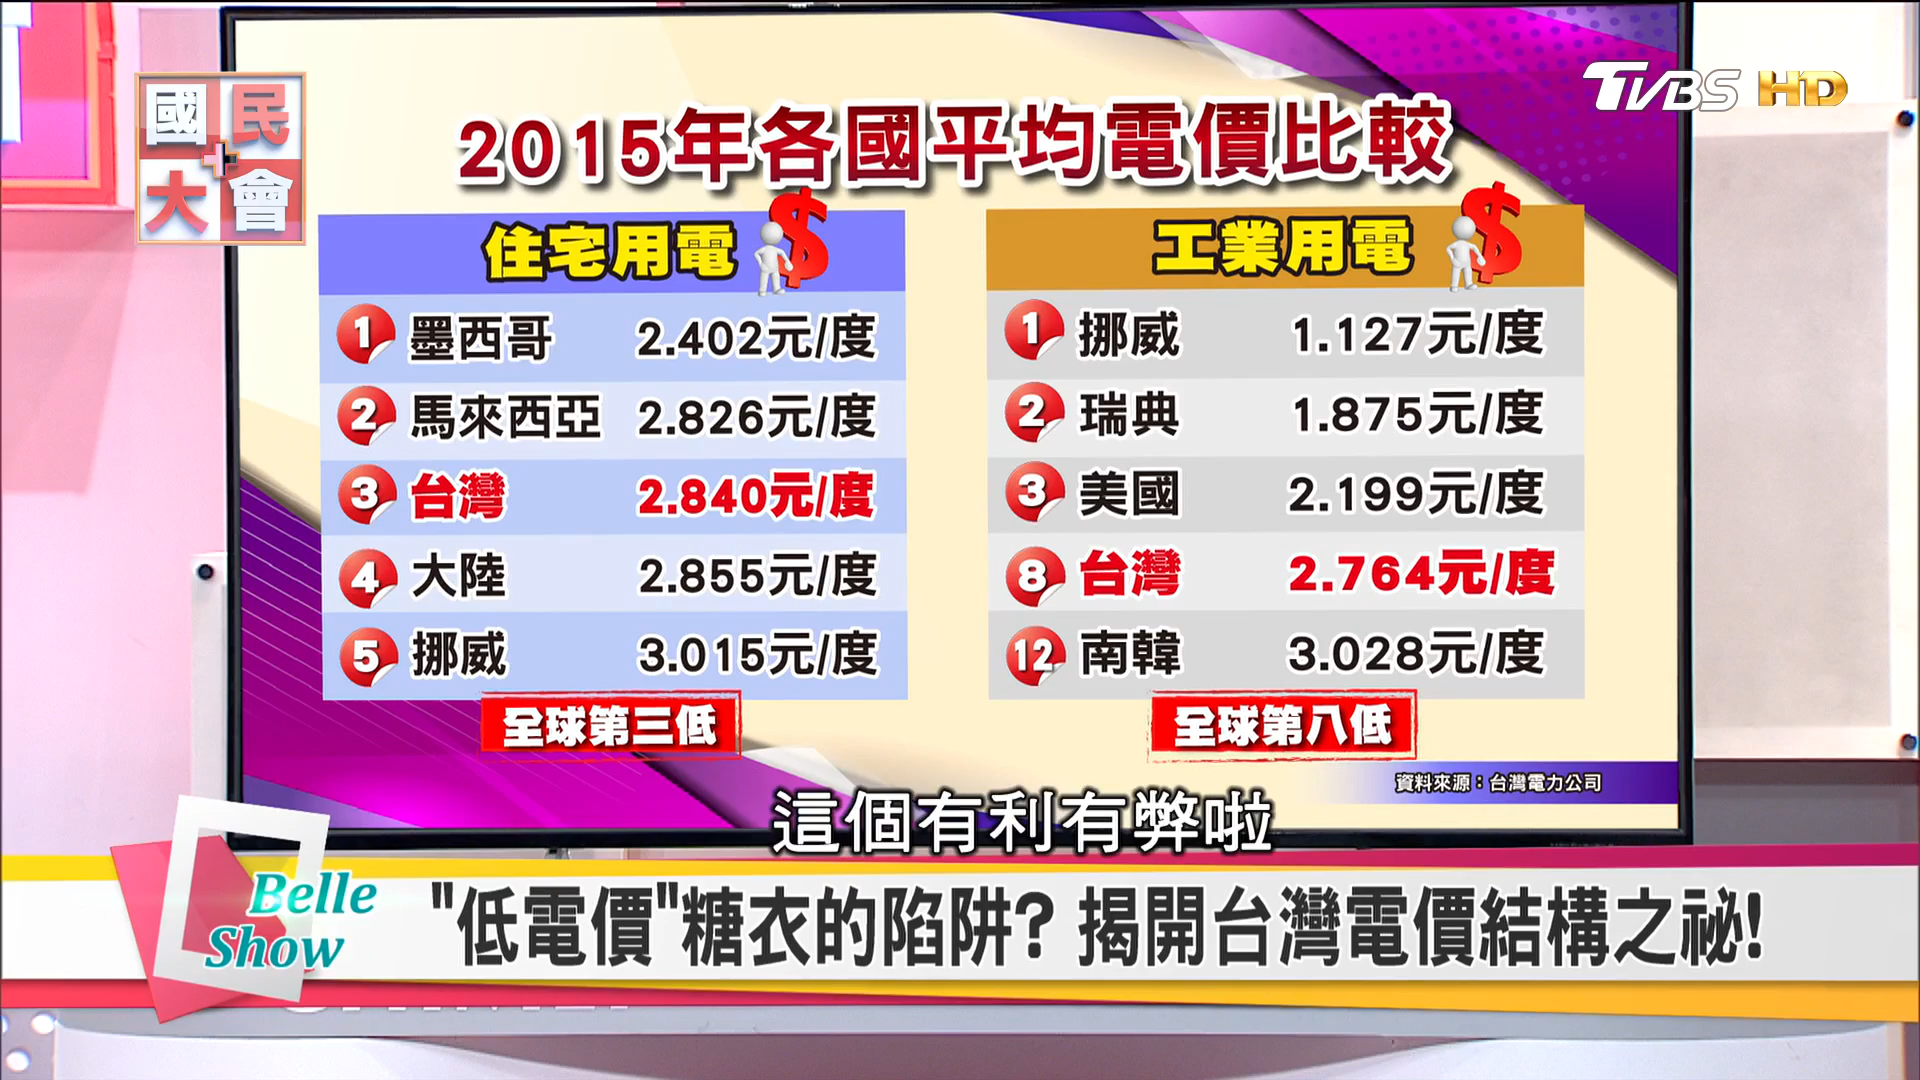 國民
大會
TVBS HD
2015年各國平均電價比較
住宅用電
1 墨西哥 2.402元/度
2 馬來西亞 2.826元/度
3 台灣 2.840元/度
4 大陸 2.855元/度
5 挪威 3.015元/度
全球第三低
工業用電
1 挪威 1.127元/度
2 瑞典 1.875元/度
3 美國 2.199元/度
8 台灣 2.764元/度
12 南韓 3.028元/度
全球第八低
資料來源：台灣電力公司
這個有利有弊啦
Belle
Show
"低電價"糖衣的陷阱? 揭開台灣電價結構之祕!